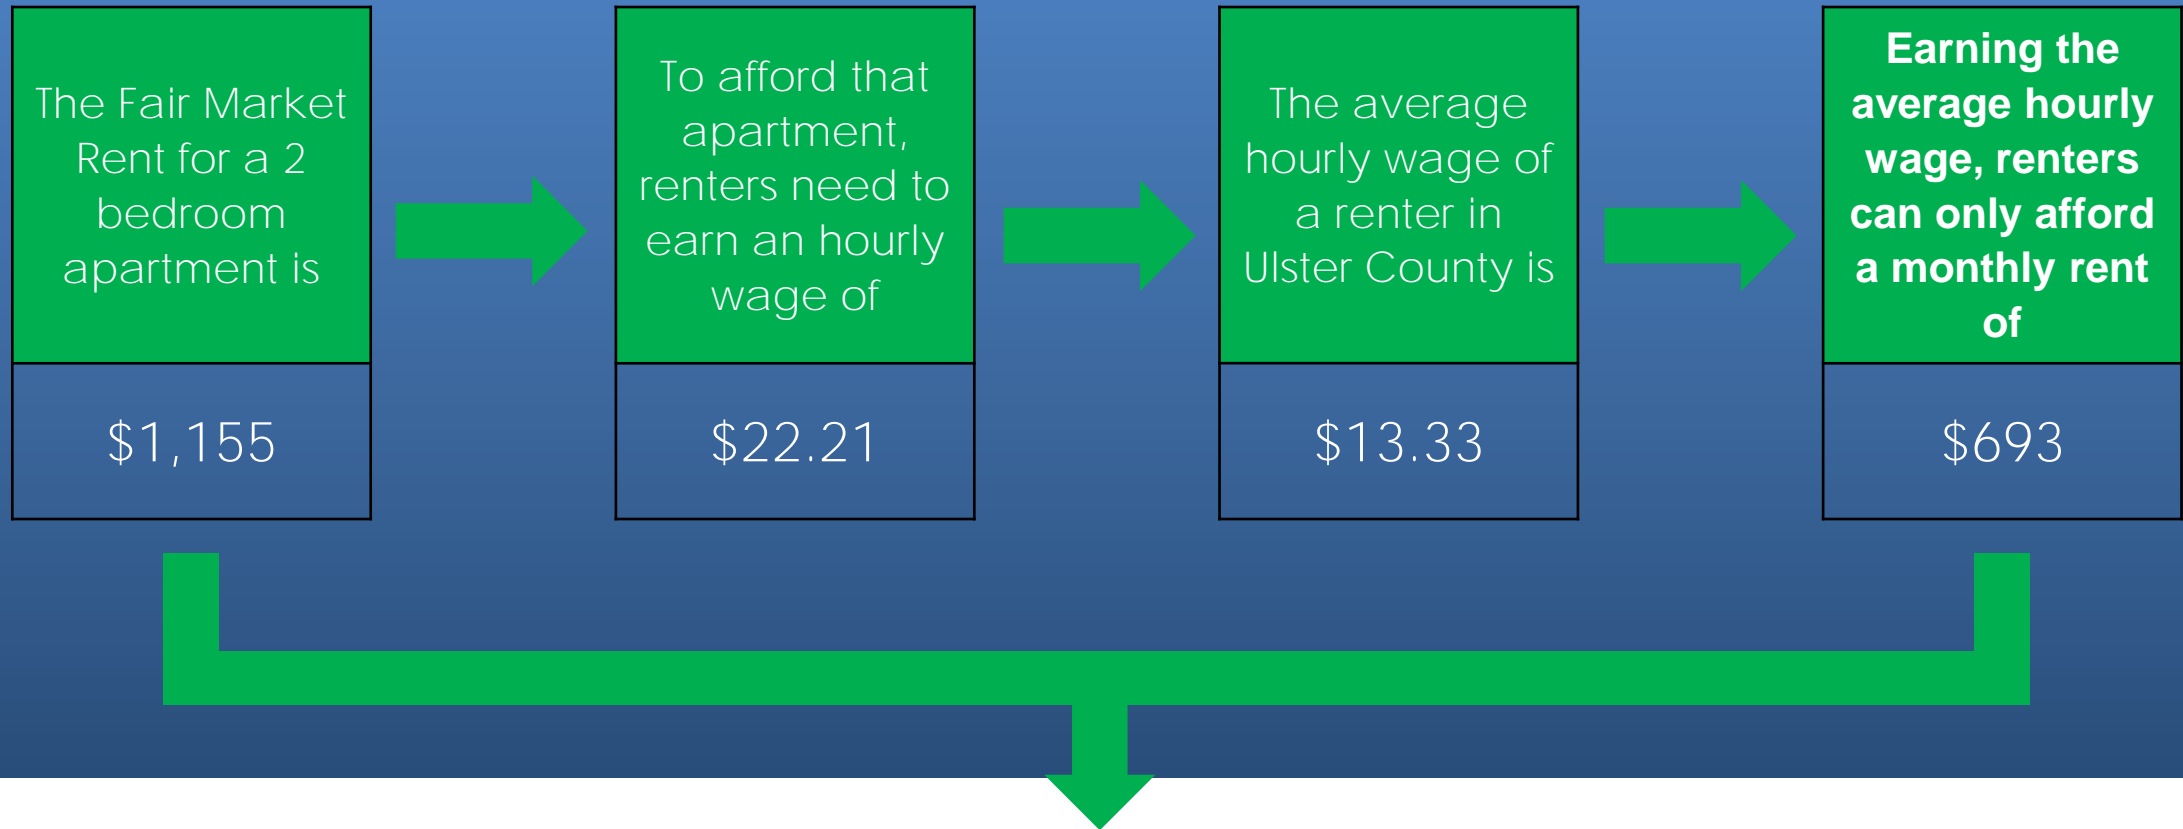 The Fair Market
Rent for a 2
bedroom
apartment is
$1,155
To afford that
apartment,
renters need to
earn an hourly
wage of
$22.21
The average
hourly wage of
a renter in
Ulster County is
$13.33
Earning the
average hourly
wage, renters
can only afford
a monthly rent
of
$693